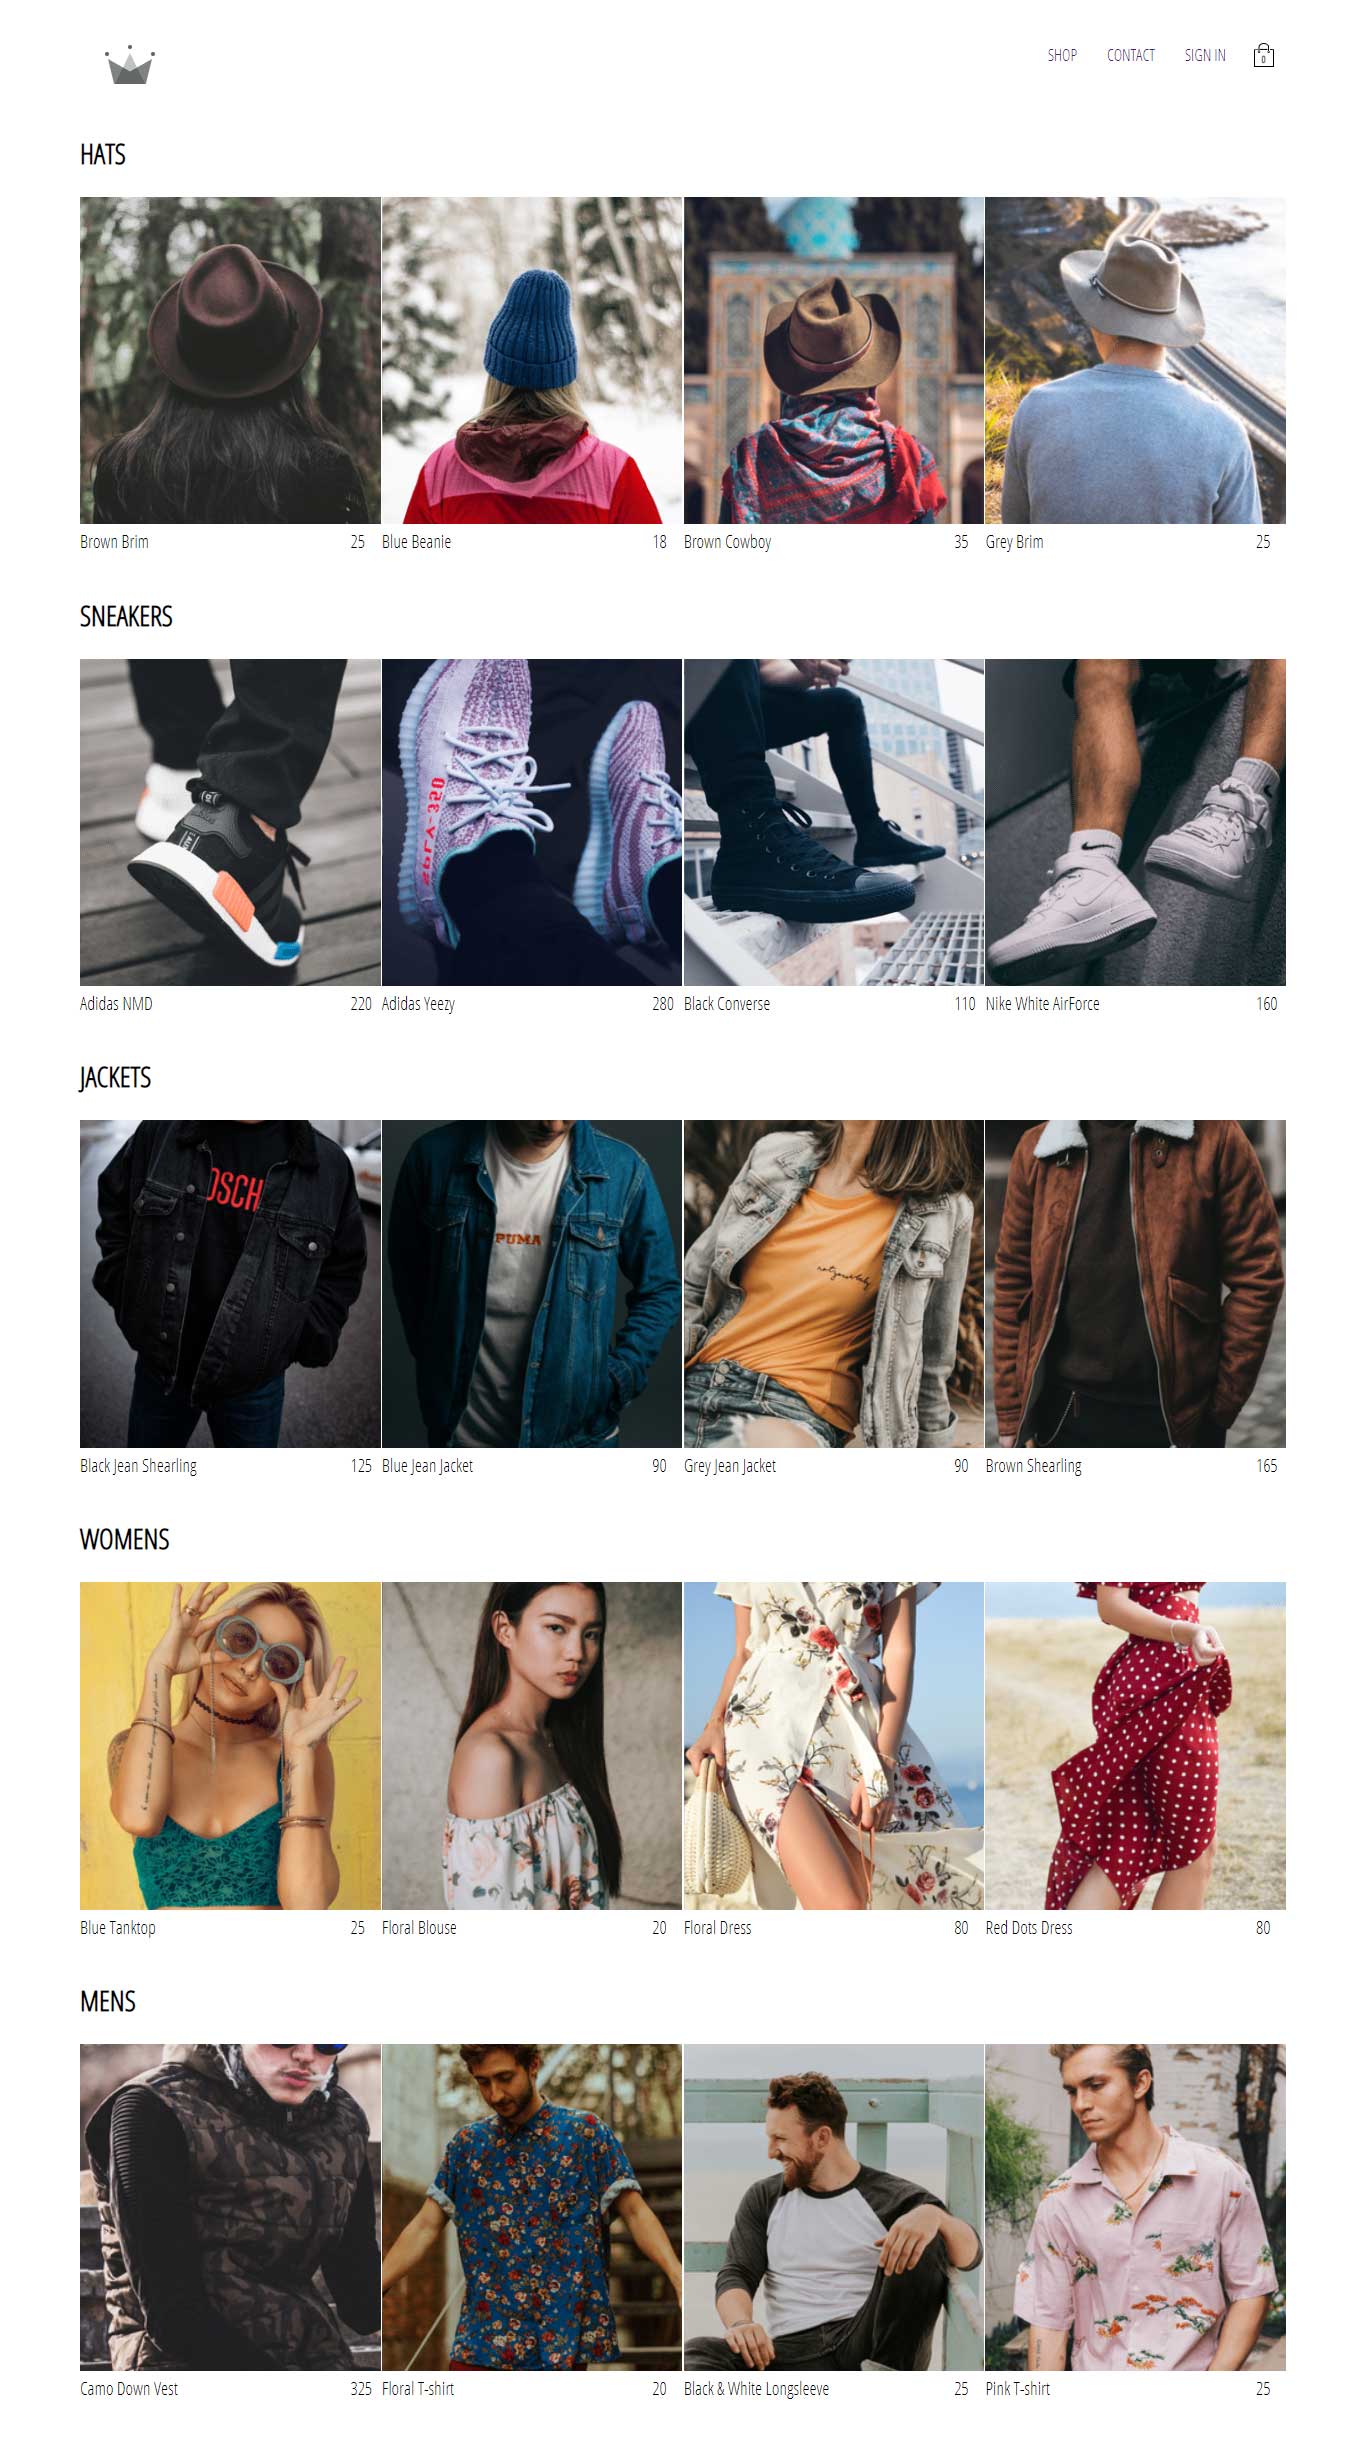 SHOP CONTACT SIGN IN 0
HATS
Brown Brim 25 Blue Beanie 18 Brown Cowboy 35 Grey Brim 25
SNEAKERS
SPLY-350
Adidas NMD 220 Adidas Yeezy 280 Black Converse 110 Nike White AirForce 160
JACKETS
OSCH
PUMA
Black Jean Shearling 125 Blue Jean Jacket 90 Grey Jean Jacket 90 Brown Shearling 165
WOMENS
Blue Tanktop 25 Floral Blouse 20 Floral Dress 80 Red Dots Dress 80
MENS
Camo Down Vest 325 Floral T-shirt 20 Black & White Longsleeve 25 Pink T-shirt 25